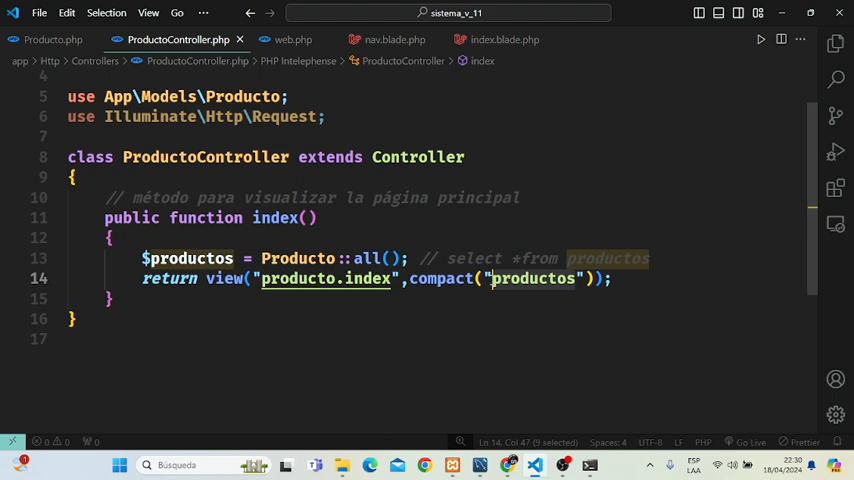 File Edit Selection View Go ··· sistema_v_11
Producto.php ProductoController.php × web.php nav.blade.php index.blade.php
app > Http > Controllers > ProductoController.php > PHP Intelephense > ProductoController > index
4
5 use App\Models\Producto;
6 use Illuminate\Http\Request;
7
8 class ProductoController extends Controller
9 {
10 // método para visualizar la página principal
11 public function index()
12 {
13 $productos = Producto::all(); // select *from productos
14 return view("producto.index",compact("productos"));
15 }
16 }
17
0 0 0 Ln 14, Col 47 (9 selected) Spaces: 4 UTF-8 LF PHP Go Live Prettier
Búsqueda ESP LAA 22:30 18/04/2024